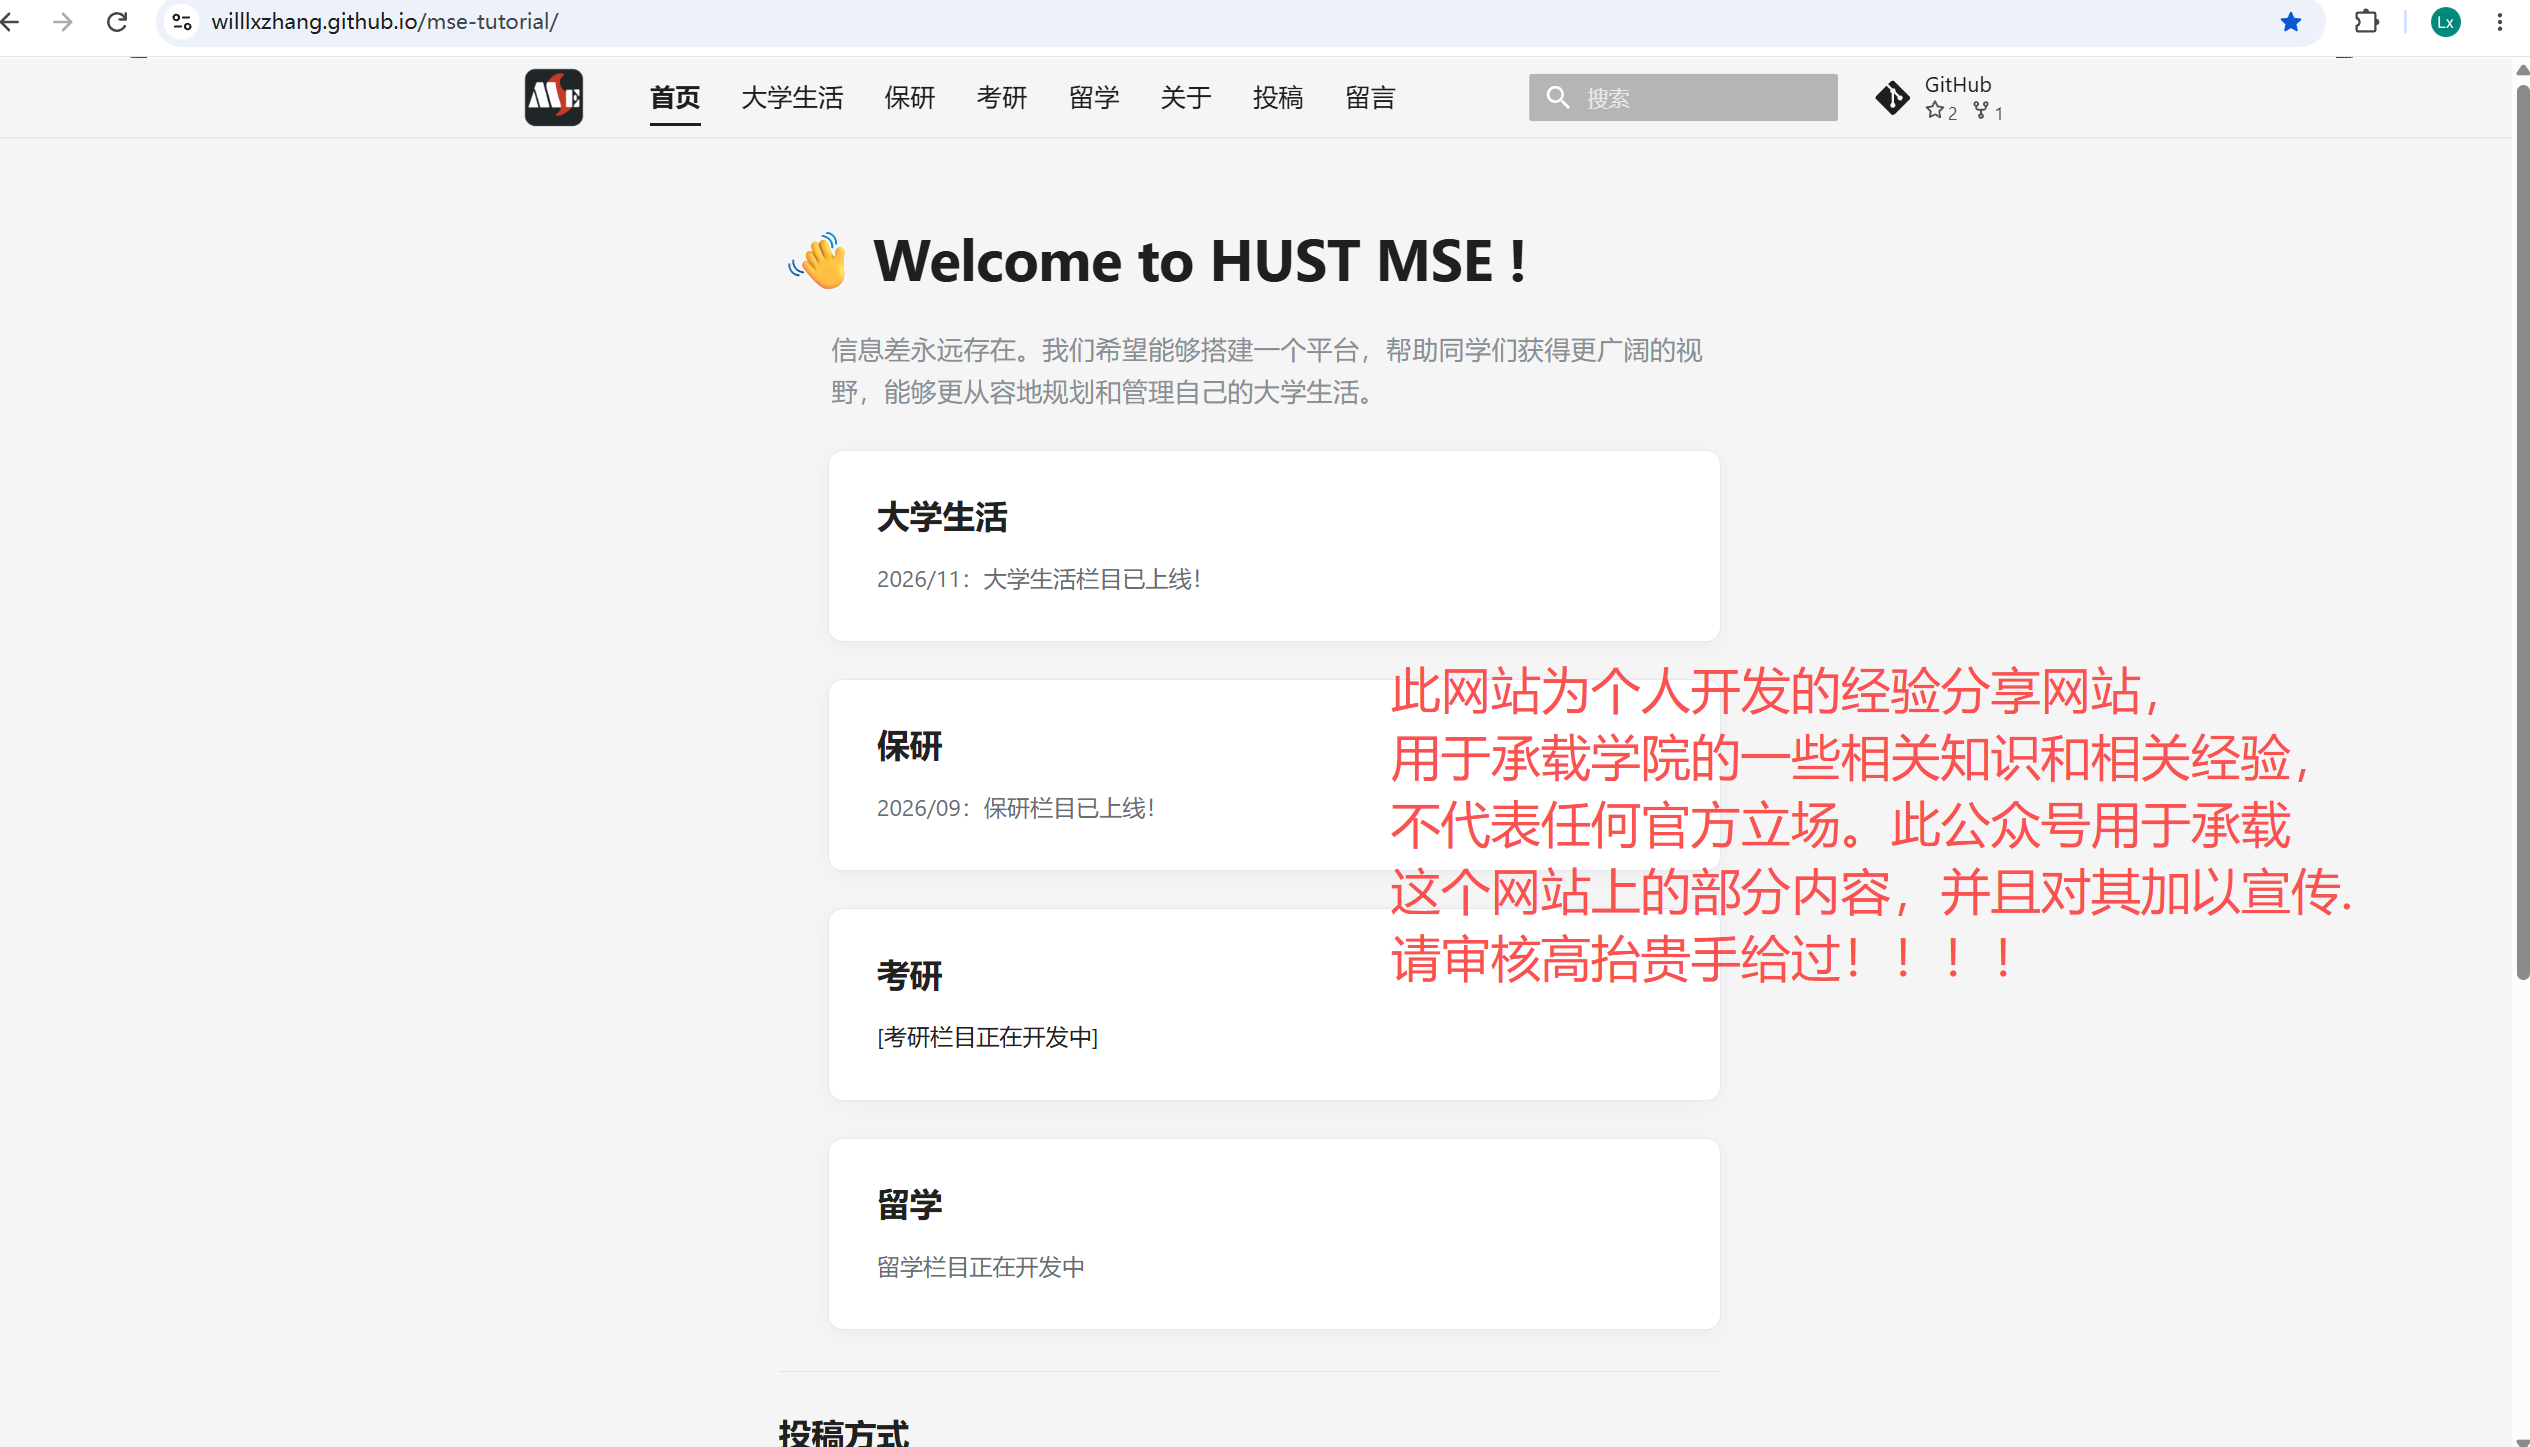 willlxzhang.github.io/mse-tutorial/
Lx
MSE
首页 大学生活 保研 考研 留学 关于 投稿 留言
搜索
GitHub
2 1
👋 Welcome to HUST MSE !
信息差永远存在。我们希望能够搭建一个平台，帮助同学们获得更广阔的视
野，能够更从容地规划和管理自己的大学生活。
大学生活
2026/11：大学生活栏目已上线！
保研
2026/09：保研栏目已上线！
考研
[考研栏目正在开发中]
留学
留学栏目正在开发中
此网站为个人开发的经验分享网站，
用于承载学院的一些相关知识和相关经验，
不代表任何官方立场。此公众号用于承载
这个网站上的部分内容，并且对其加以宣传.
请审核高抬贵手给过！！！！
投稿方式